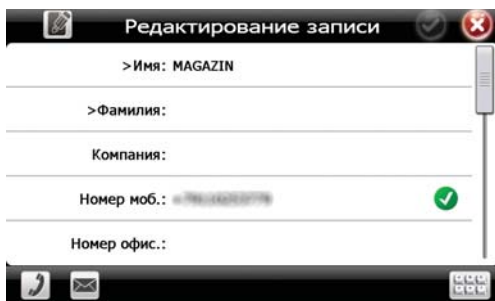 Редактирование записи
>Имя: MAGAZIN
>Фамилия:
Компания:
Номер моб.:
Номер офис.: